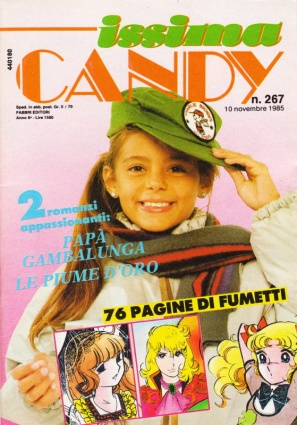 issima
CANDY
440180
Sped. in abb. post. Gr. II / 70
FABBRI EDITORI
Anno 6° - Lire 1500
n. 267
10 novembre 1985
2 romanzi
appassionanti:
PAPÀ
GAMBALUNGA
LE PIUME D'ORO
76 PAGINE DI FUMETTI